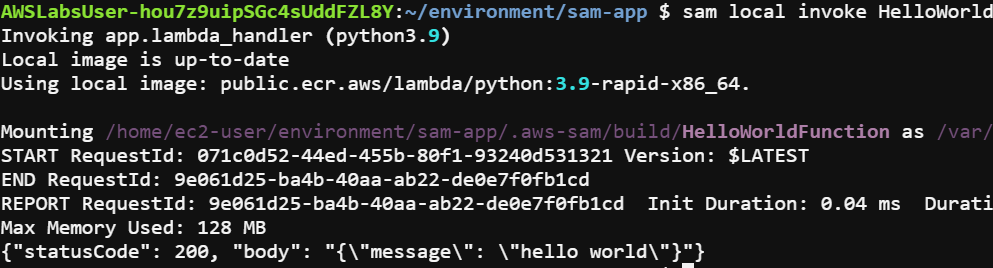 AWSLabsUser-hou7z9uipSGc4sUddFZL8Y:~/environment/sam-app $ sam local invoke HelloWorld
Invoking app.lambda_handler (python3.9)
Local image is up-to-date
Using local image: public.ecr.aws/lambda/python:3.9-rapid-x86_64.
Mounting /home/ec2-user/environment/sam-app/.aws-sam/build/HelloWorldFunction as /var/
START RequestId: 071c0d52-44ed-455b-80f1-93240d531321 Version: $LATEST
END RequestId: 9e061d25-ba4b-40aa-ab22-de0e7f0fb1cd
REPORT RequestId: 9e061d25-ba4b-40aa-ab22-de0e7f0fb1cd  Init Duration: 0.04 ms  Durati
Max Memory Used: 128 MB
{"statusCode": 200, "body": "{\"message\": \"hello world\"}"}